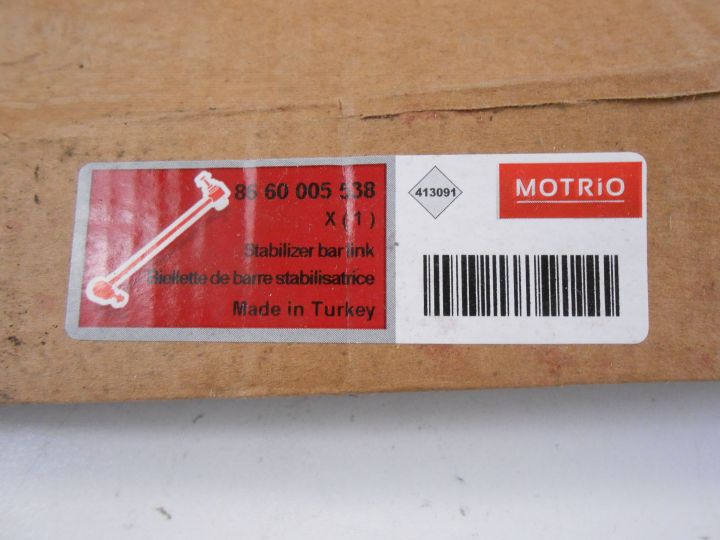 86 60 005 538
X ( 1 )
Stabilizer bar link
Biellette de barre stabilisatrice
Made in Turkey
413091
MOTRiO